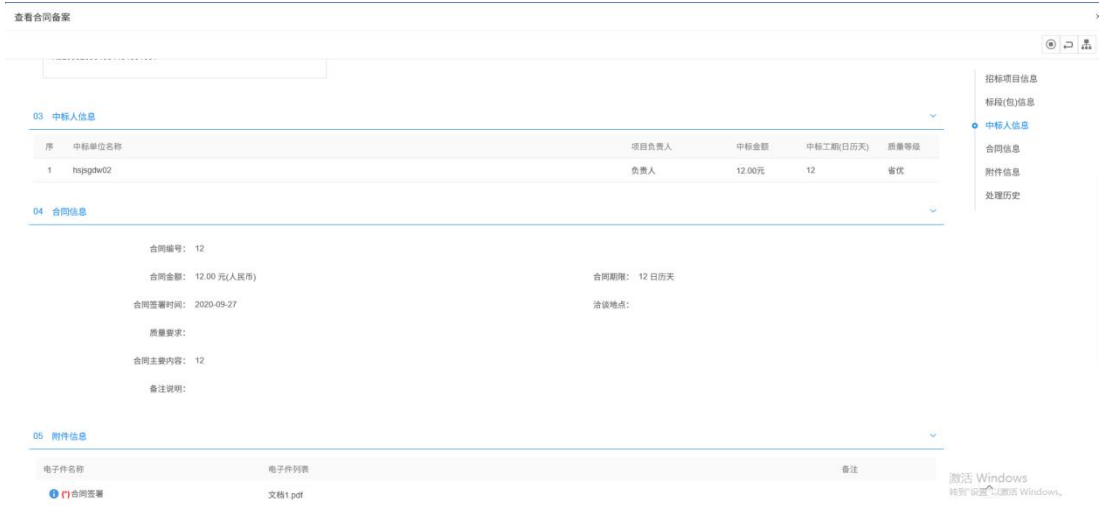 查看合同备案
招标项目信息
标段(包)信息
中标人信息
合同信息
附件信息
处理历史
03 中标人信息
序 中标单位名称 项目负责人 中标金额 中标工期(日历天) 质量等级
1 hsjsgdw02 负责人 12.00元 12 省优
04 合同信息
合同编号： 12
合同金额： 12.00 元(人民币) 合同期限： 12 日历天
合同签署时间： 2020-09-27 洽谈地点：
质量要求：
合同主要内容： 12
备注说明：
05 附件信息
电子件名称 电子件列表 备注
(*)合同签署 文档1.pdf
激活 Windows
转到"设置"以激活 Windows。